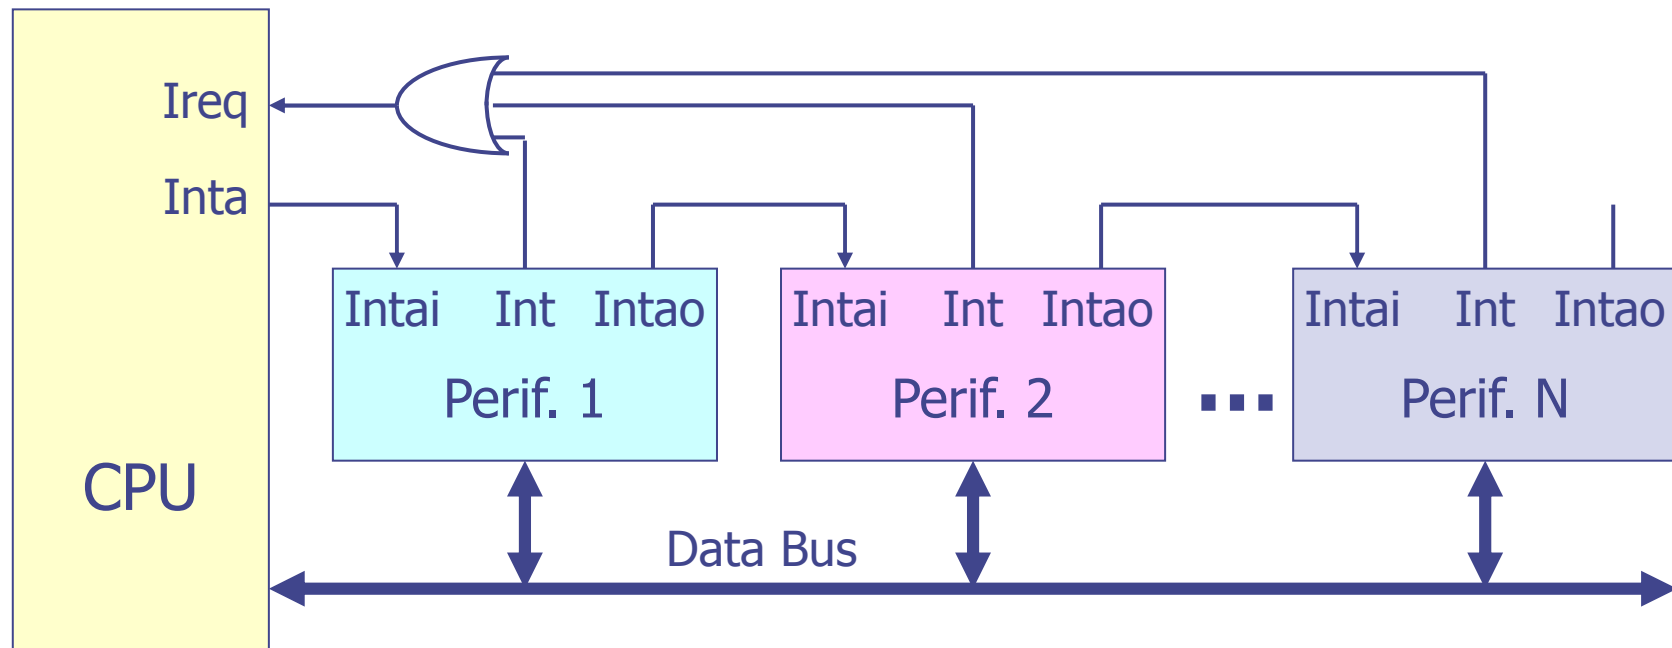 Ireq
Inta
Intai Int Intao
Intai Int Intao
Intai Int Intao
Perif. 1
Perif. 2
...
Perif. N
CPU
Data Bus